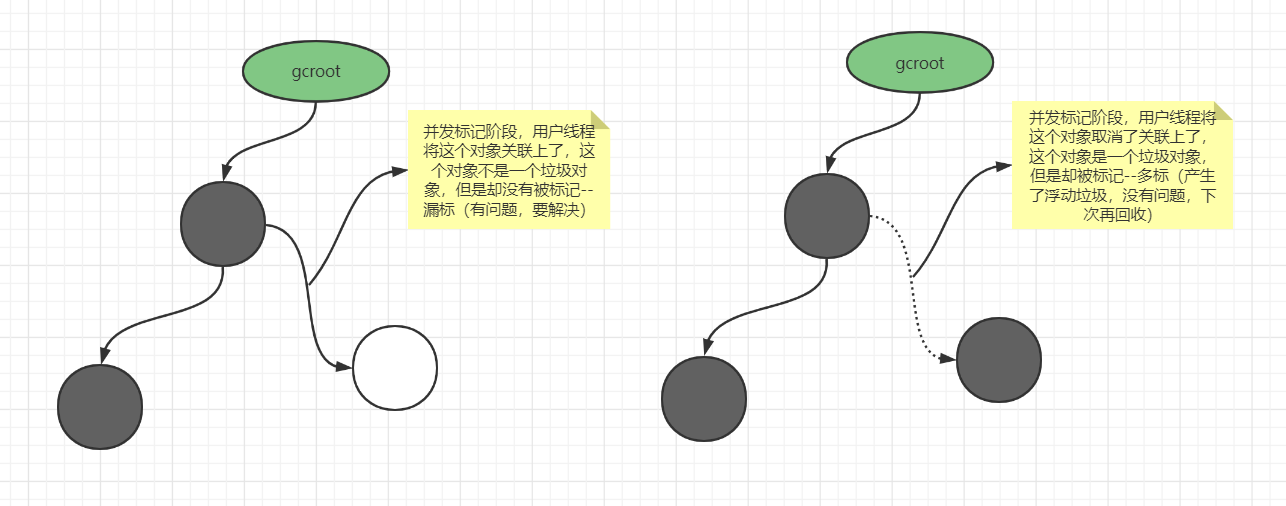 gcroot
并发标记阶段，用户线程
将这个对象关联上了，这
个对象不是一个垃圾对
象，但是却没有被标记--
漏标（有问题，要解决）
gcroot
并发标记阶段，用户线程将
这个对象取消了关联上了，
这个对象是一个垃圾对象，
但是却被标记--多标（产生
了浮动垃圾，没有问题，下
次再回收）